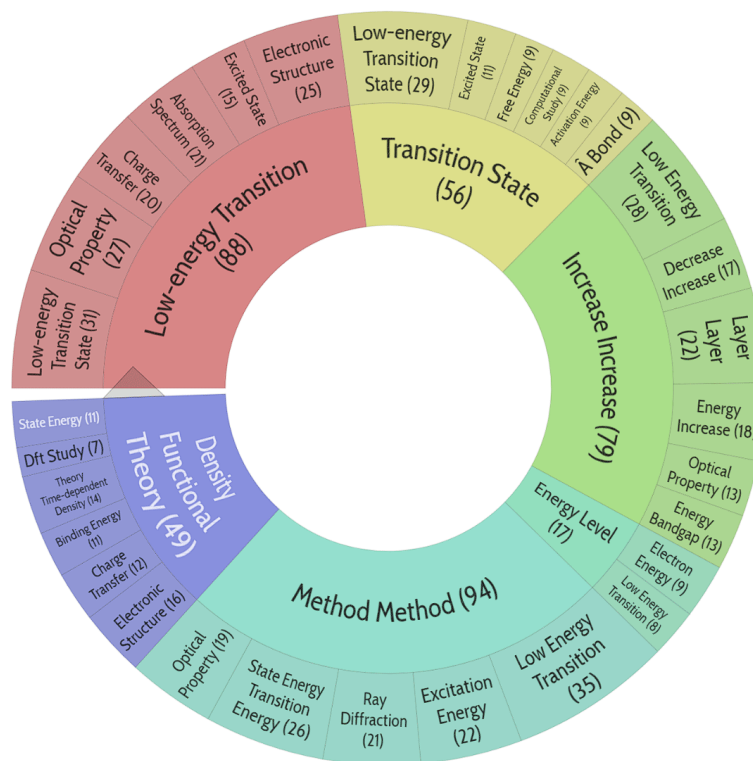 Low-energy Transition
(88)
Low-energy
Transition
State (31)
Optical
Property
(27)
Charge
Transfer (20)
Absorption
Spectrum (21)
Excited State
(15)
Electronic
Structure
(25)
Transition State
(56)
Low-energy
Transition
State (29)
Excited State
(11)
Free Energy (9)
Computational
Study (9)
Activation Energy
(9)
Â Bond (9)
Increase Increase (79)
Low Energy
Transition
(28)
Decrease
Increase (17)
Layer
Layer
(22)
Energy
Increase (18
Optical
Property (13)
Energy
Bandgap (13)
Energy Level
(17)
Electron
Energy (9)
Low Energy
Transition (8)
Method Method (94)
Low Energy
Transition
(35)
Excitation
Energy
(22)
Ray
Diffraction
(21)
State Energy
Transition
Energy (26)
Optical
Property (19)
Density
Functional
Theory (49)
Electronic
Structure (16)
Charge
Transfer (12)
Binding Energy
(11)
Theory
Time-dependent
Density (14)
Dft Study (7)
State Energy (11)